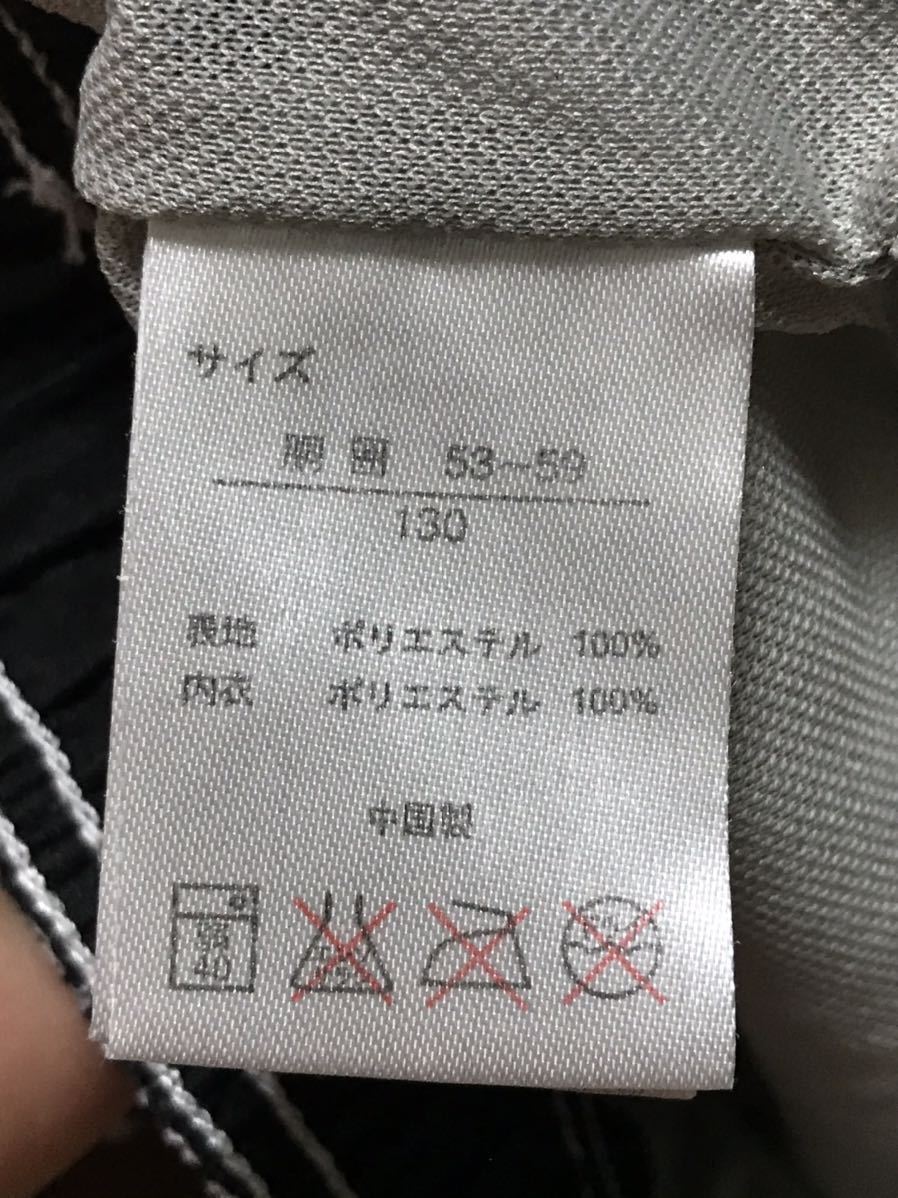 サイズ
胴囲 53〜59
130
表地 ポリエステル 100%
内衣 ポリエステル 100%
中国製
弱
40